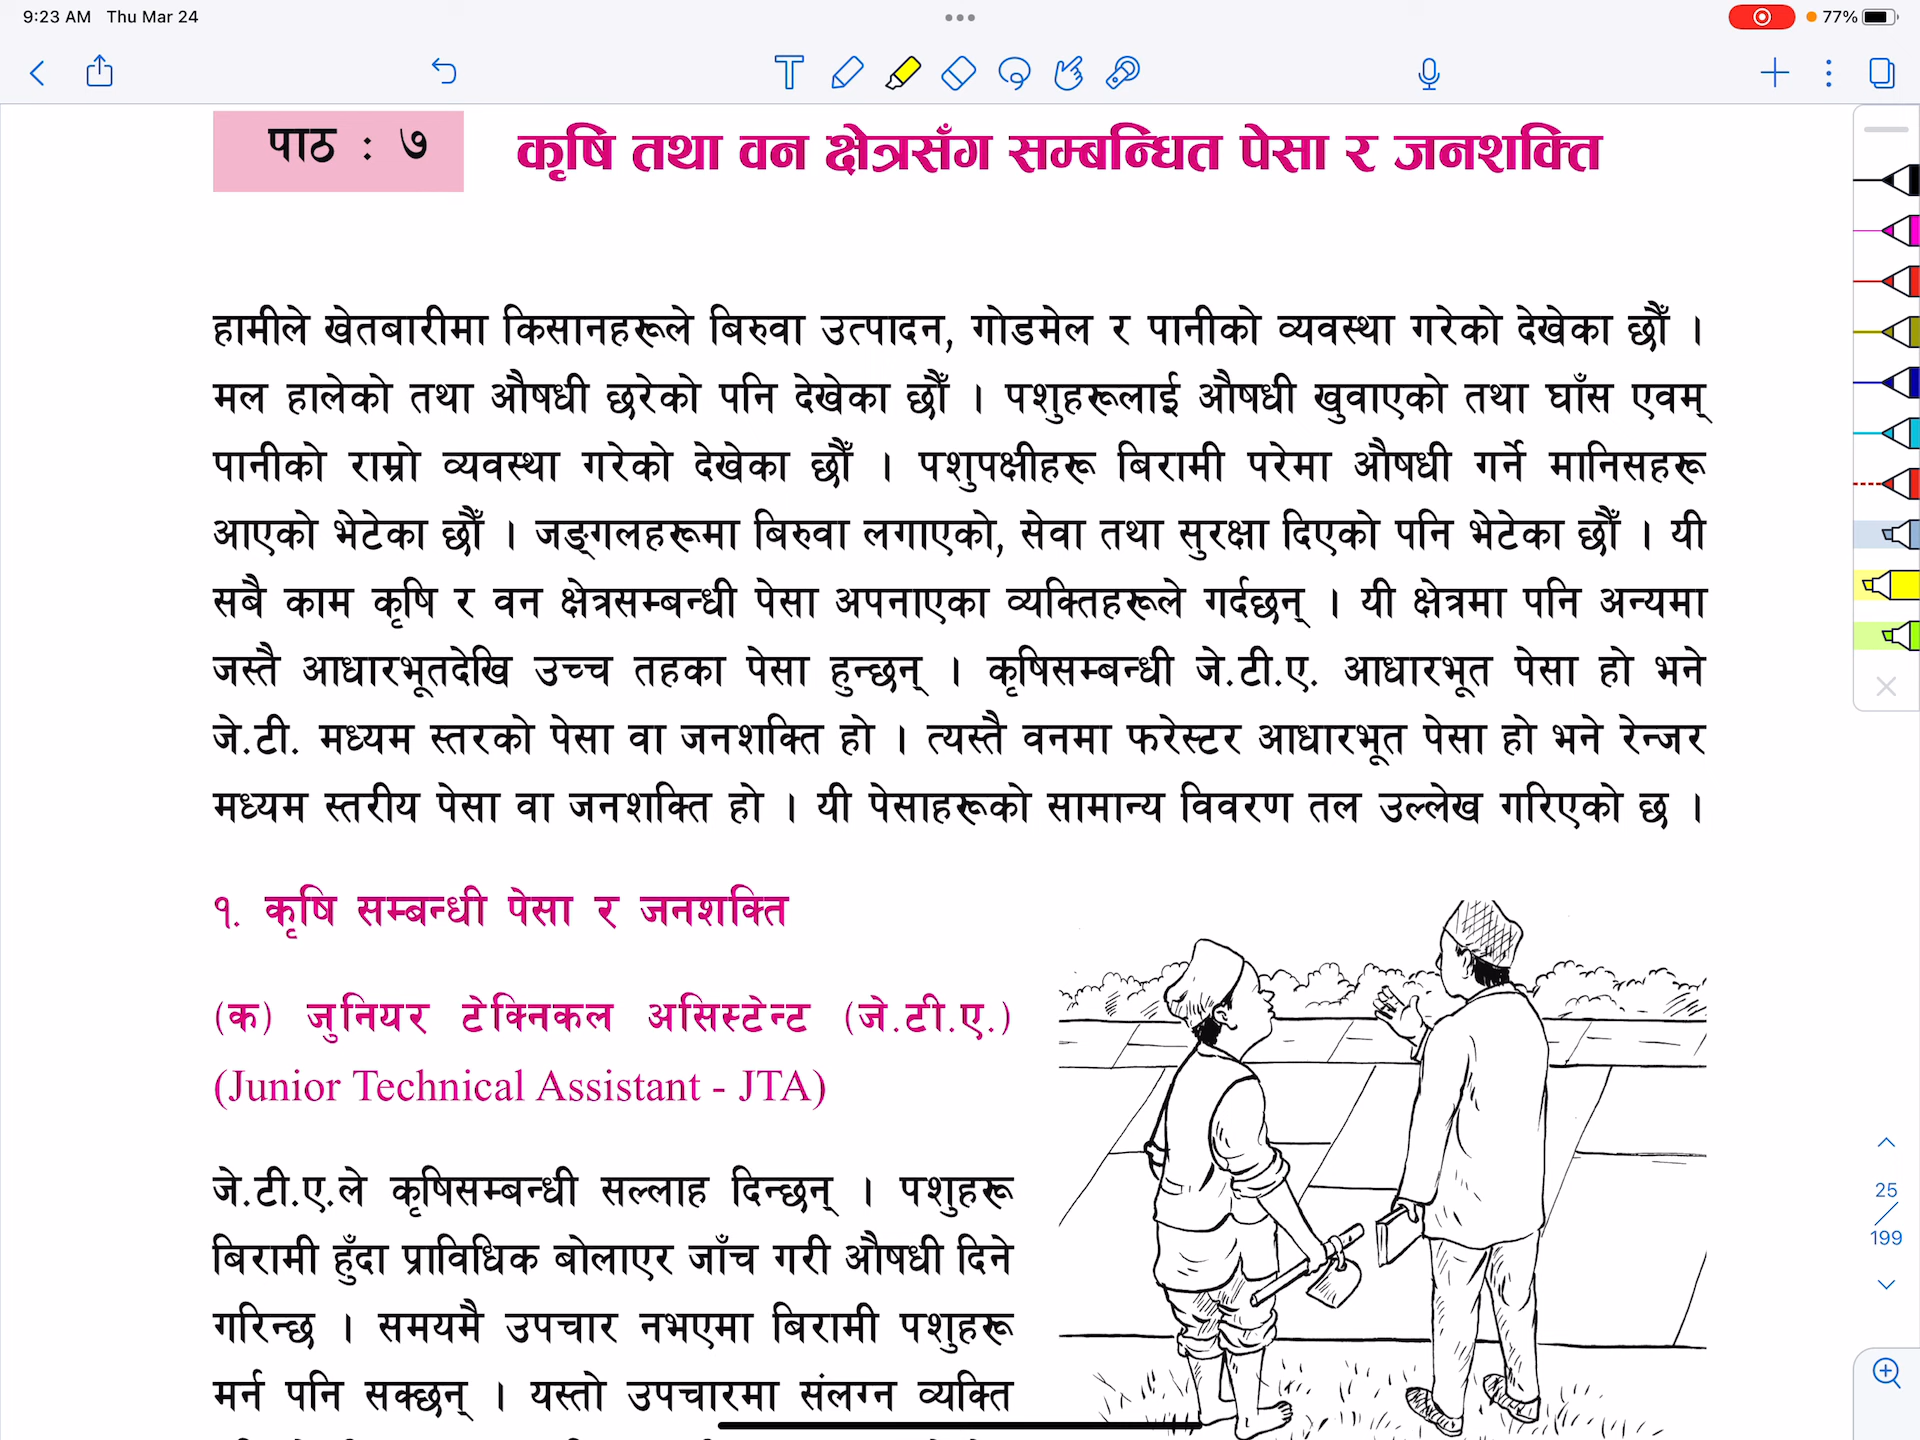 9:23 AM Thu Mar 24
77%
पाठ : ७
कृषि तथा वन क्षेत्रसँग सम्बन्धित पेसा र जनशक्ति
हामीले खेतबारीमा किसानहरूले बिरुवा उत्पादन, गोडमेल र पानीको व्यवस्था गरेको देखेका छौँ ।
मल हालेको तथा औषधी छरेको पनि देखेका छौँ । पशुहरूलाई औषधी खुवाएको तथा घाँस एवम्
पानीको राम्रो व्यवस्था गरेको देखेका छौँ । पशुपक्षीहरू बिरामी परेमा औषधी गर्ने मानिसहरू
आएको भेटेका छौँ । जङ्गलहरूमा बिरुवा लगाएको, सेवा तथा सुरक्षा दिएको पनि भेटेका छौँ । यी
सबै काम कृषि र वन क्षेत्रसम्बन्धी पेसा अपनाएका व्यक्तिहरूले गर्दछन् । यी क्षेत्रमा पनि अन्यमा
जस्तै आधारभूतदेखि उच्च तहका पेसा हुन्छन् । कृषिसम्बन्धी जे.टी.ए. आधारभूत पेसा हो भने
जे.टी. मध्यम स्तरको पेसा वा जनशक्ति हो । त्यस्तै वनमा फरेस्टर आधारभूत पेसा हो भने रेन्जर
मध्यम स्तरीय पेसा वा जनशक्ति हो । यी पेसाहरूको सामान्य विवरण तल उल्लेख गरिएको छ ।
१. कृषि सम्बन्धी पेसा र जनशक्ति
(क) जुनियर टेक्निकल असिस्टेन्ट (जे.टी.ए.)
(Junior Technical Assistant - JTA)
जे.टी.ए.ले कृषिसम्बन्धी सल्लाह दिन्छन् । पशुहरू
बिरामी हुँदा प्राविधिक बोलाएर जाँच गरी औषधी दिने
गरिन्छ । समयमै उपचार नभएमा बिरामी पशुहरू
मर्न पनि सक्छन् । यस्तो उपचारमा संलग्न व्यक्ति
25
199